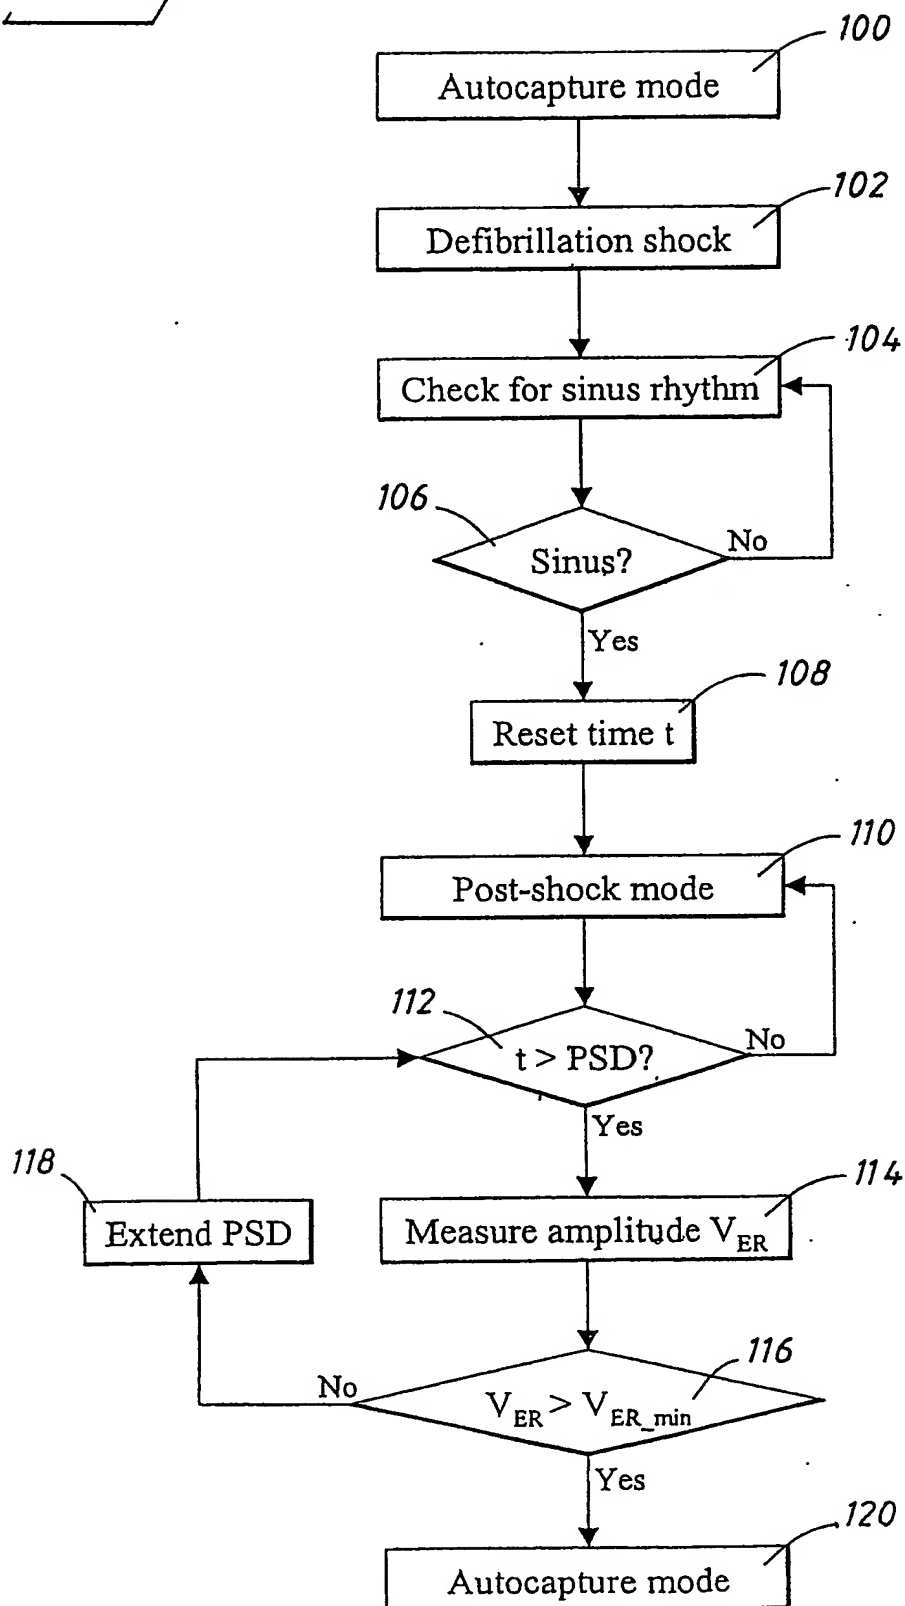 100
Autocapture mode
102
Defibrillation shock
104
Check for sinus rhythm
106
Sinus?
No
Yes
108
Reset time t
110
Post-shock mode
112
t > PSD?
No
Yes
118
Extend PSD
114
Measure amplitude V_ER
116
No
V_ER > V_ER_min
Yes
120
Autocapture mode